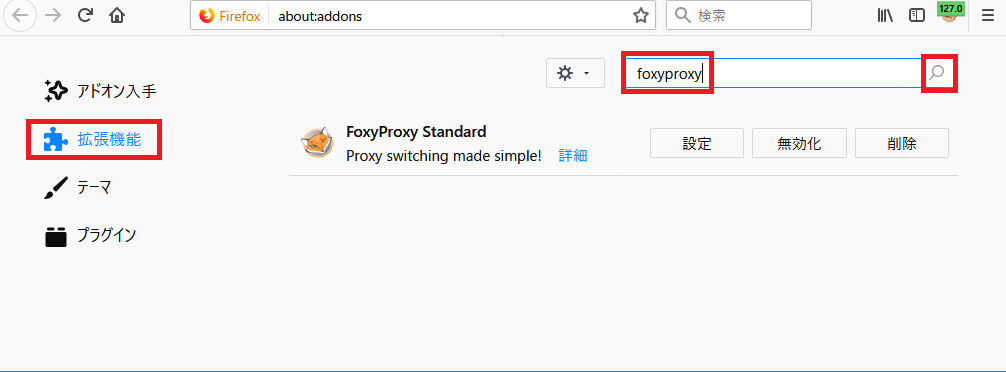 Firefox
about:addons
検索
127.0
アドオン入手
拡張機能
テーマ
プラグイン
foxyproxy
FoxyProxy Standard
Proxy switching made simple! 詳細
設定
無効化
削除